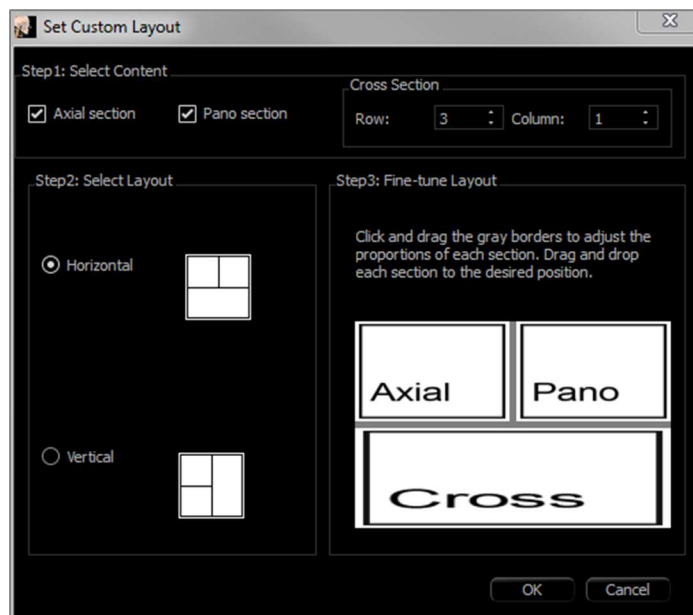 Set Custom Layout
Step1: Select Content
Axial section
Pano section
Cross Section
Row: 3 Column: 1
Step2: Select Layout
Horizontal
Vertical
Step3: Fine-tune Layout
Click and drag the gray borders to adjust the
proportions of each section. Drag and drop
each section to the desired position.
Axial
Pano
Cross
OK
Cancel